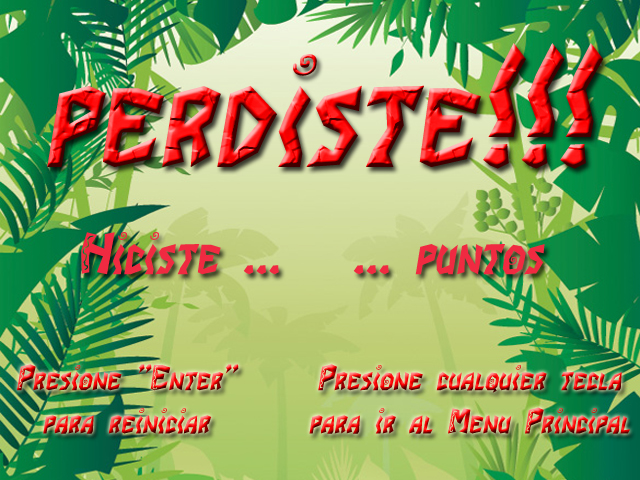 PERDISTE!!!
HICISTE ... ... PUNTOS
PRESIONE "ENTER"
PARA REINICIAR
PRESIONE CUALQUIER TECLA
PARA IR AL MENU PRINCIPAL